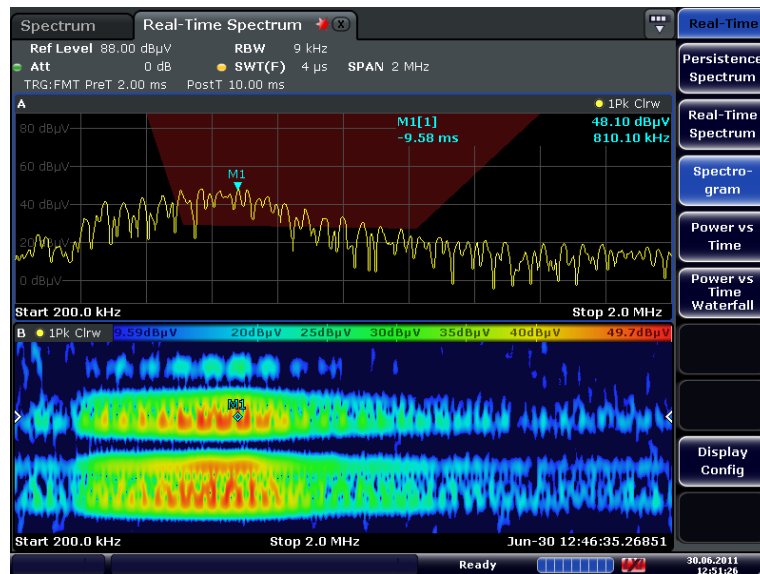 Spectrum
Real-Time Spectrum
Ref Level 88.00 dBµV RBW 9 kHz
Att 0 dB SWT(F) 4 µs SPAN 2 MHz
TRG:FMT PreT 2.00 ms PostT 10.00 ms
A 1Pk Clrw
M1[1] 48.10 dBµV
-9.58 ms 810.10 kHz
80 dBµV
60 dBµV
M1
40 dBµV
20 dBµV
0 dBµV
Start 200.0 kHz Stop 2.0 MHz
B 1Pk Clrw 9.59dBµV 20dBµV 25dBµV 30dBµV 35dBµV 40dBµV 49.7dBµV
M1
Start 200.0 kHz Stop 2.0 MHz Jun-30 12:46:35.26851
Ready
30.06.2011
12:51:26
Real-Time
Persistence
Spectrum
Real-Time
Spectrum
Spectro-
gram
Power vs
Time
Power vs
Time
Waterfall
Display
Config